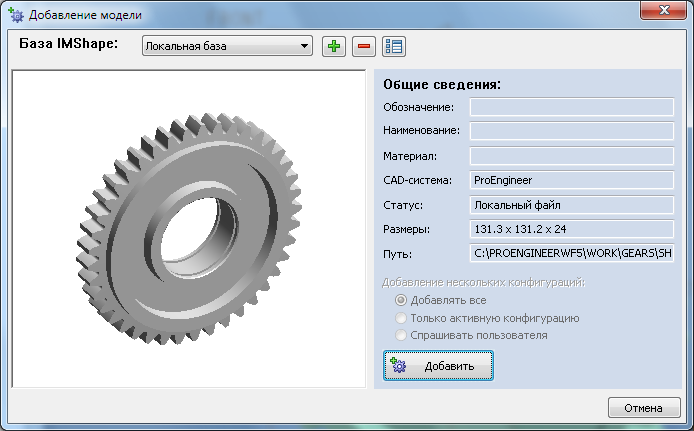 Добавление модели
База IMShape: Локальная база
Общие сведения:
Обозначение:
Наименование:
Материал:
CAD-система: ProEngineer
Статус: Локальный файл
Размеры: 131.3 x 131.2 x 24
Путь: C:\PROENGINEERWF5\WORK\GEARS\SH
Добавление нескольких конфигураций:
Добавлять все
Только активную конфигурацию
Спрашивать пользователя
Добавить
Отмена